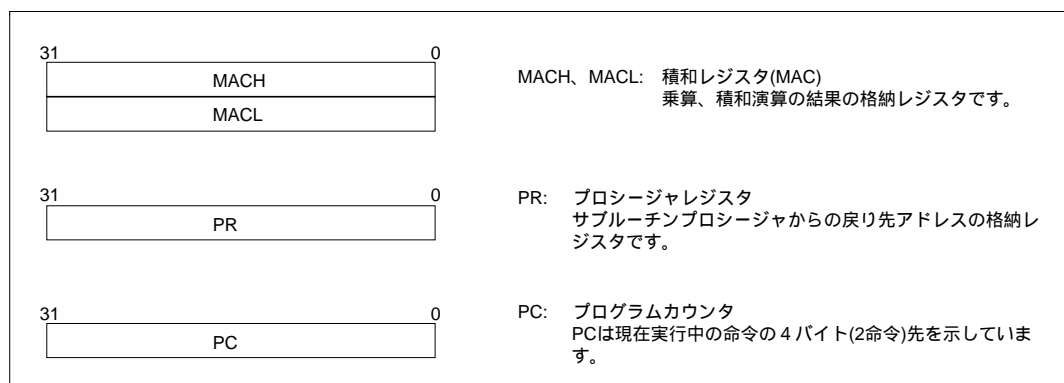 31 0
MACH
MACL
MACH、MACL: 積和レジスタ(MAC)
乗算、積和演算の結果の格納レジスタです。
31 0
PR
PR: プロシージャレジスタ
サブルーチンプロシージャからの戻り先アドレスの格納レ
ジスタです。
31 0
PC
PC: プログラムカウンタ
PCは現在実行中の命令の4バイト(2命令)先を示していま
す。